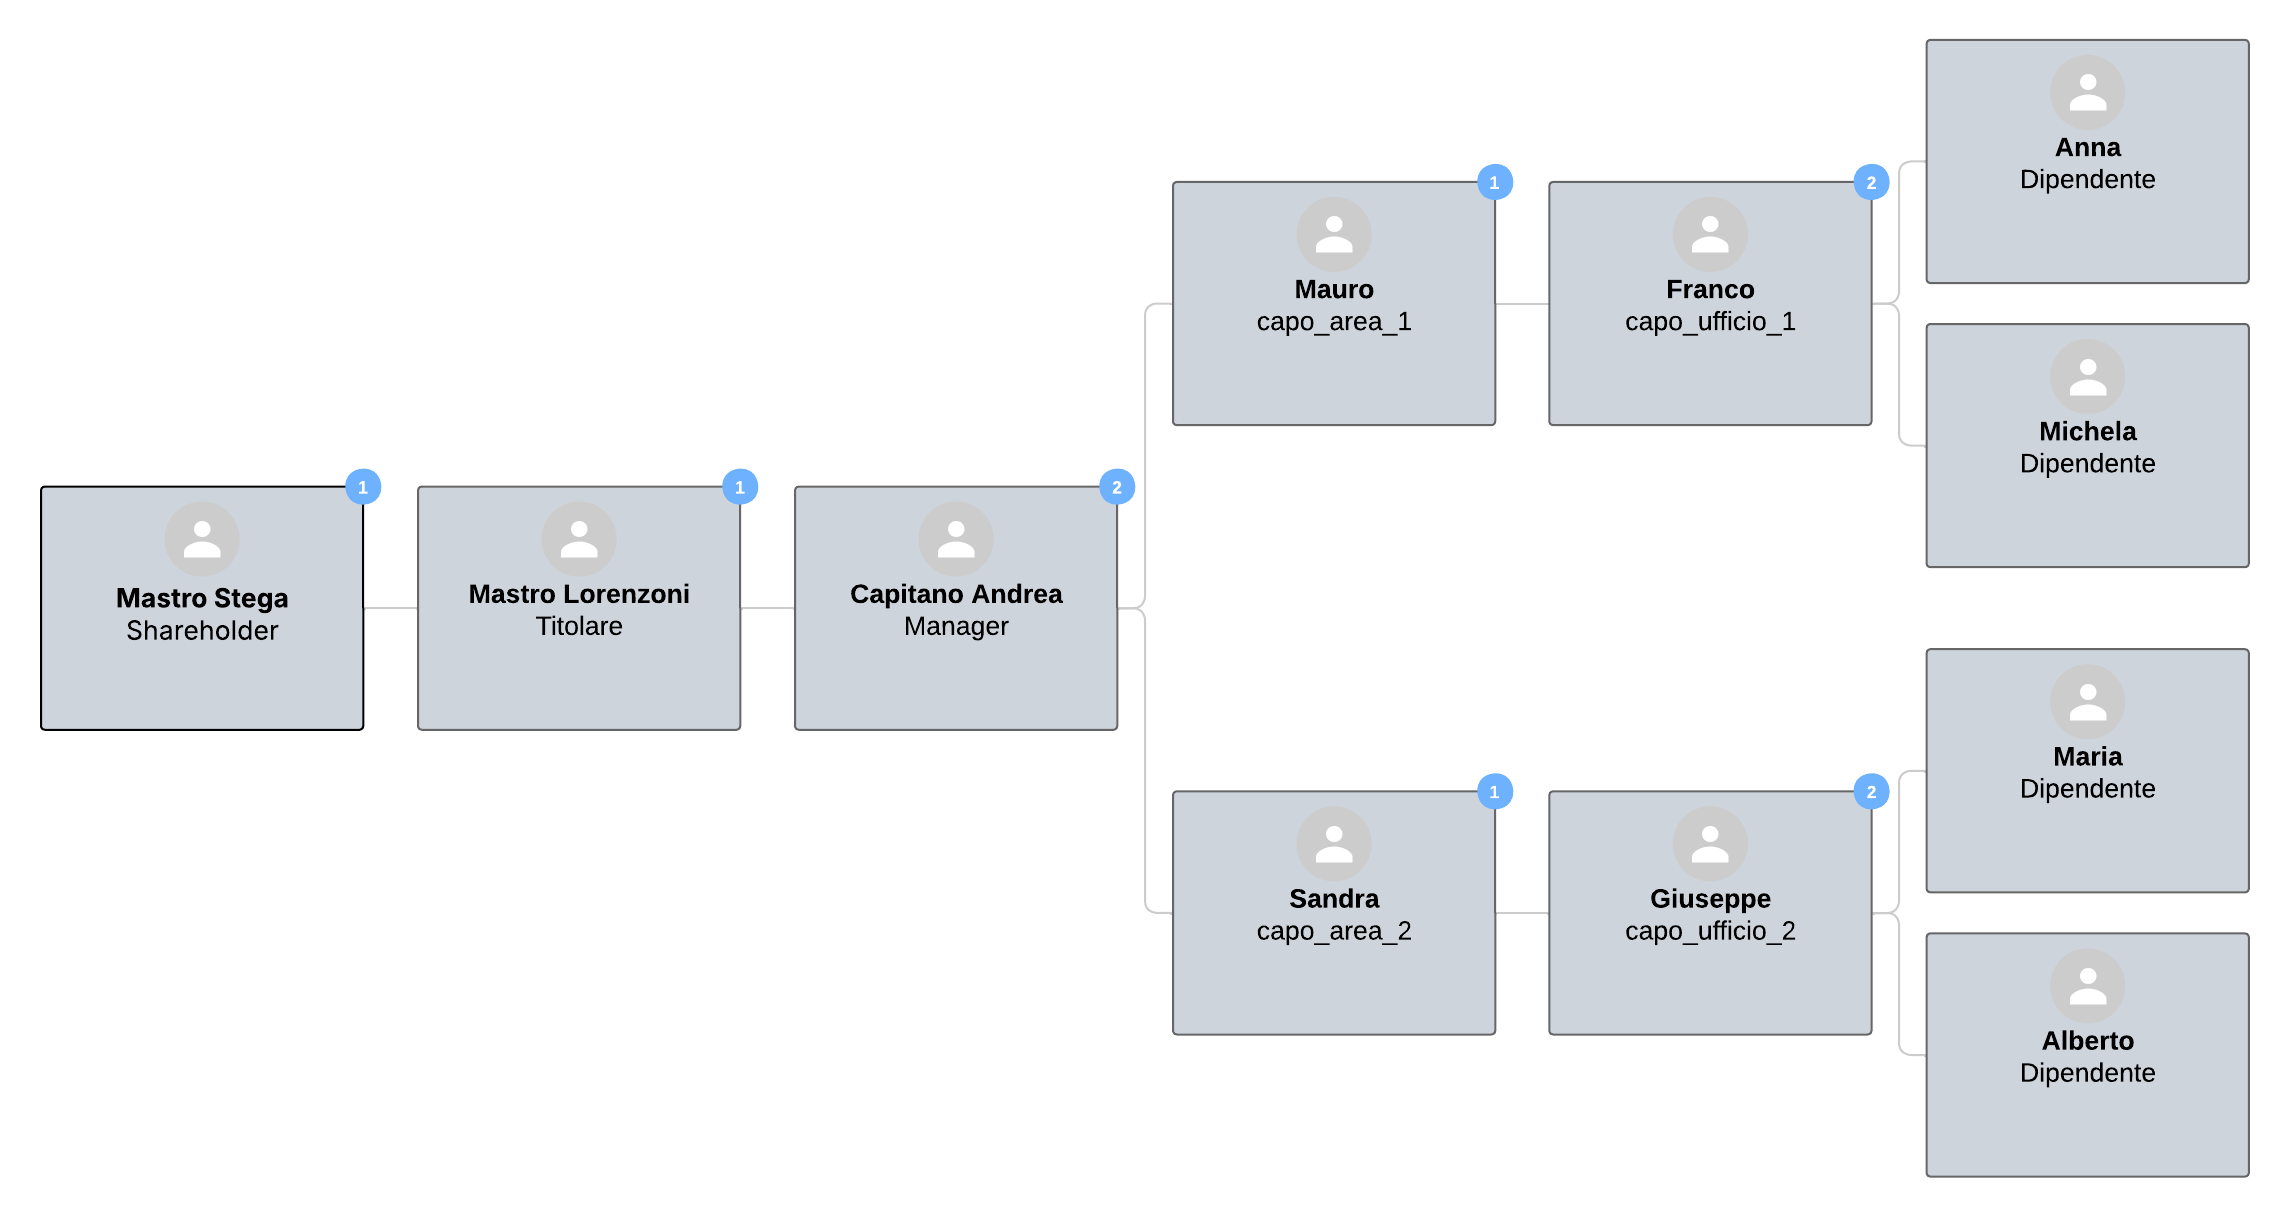 1
Mastro Stega
Shareholder
1
Mastro Lorenzoni
Titolare
2
Capitano Andrea
Manager
1
Mauro
capo_area_1
2
Franco
capo_ufficio_1
Anna
Dipendente
Michela
Dipendente
1
Sandra
capo_area_2
2
Giuseppe
capo_ufficio_2
Maria
Dipendente
Alberto
Dipendente